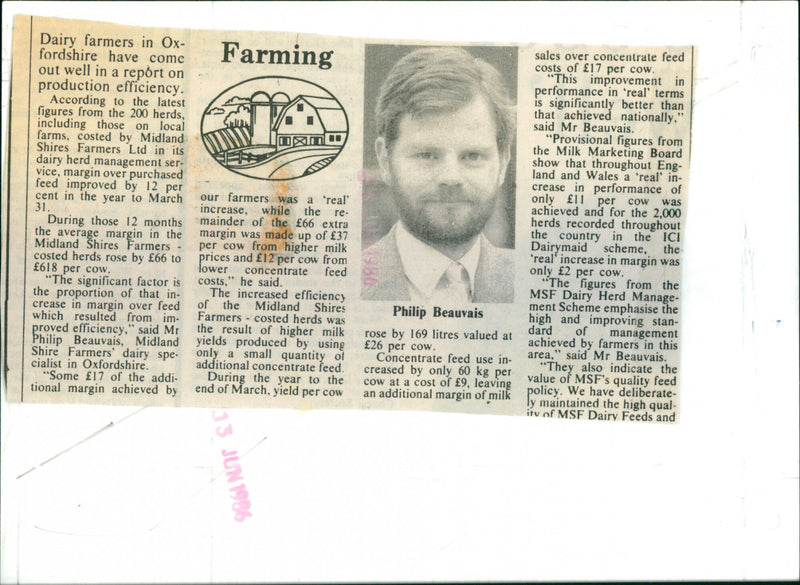 Dairy farmers in Ox-
fordshire have come
out well in a report on
production efficiency.
According to the latest
figures from the 200 herds,
including those on local
farms, costed by Midland
Shires Farmers Ltd in its
dairy herd management ser-
vice, margin over purchased
feed improved by 12 per
cent in the year to March
31.
During those 12 months
the average margin in the
Midland Shires Farmers -
costed herds rose by £66 to
£618 per cow.
"The significant factor is
the proportion of that in-
crease in margin over feed
which resulted from im-
proved efficiency," said Mr
Philip Beauvais, Midland
Shire Farmers' dairy spe-
cialist in Oxfordshire.
"Some £17 of the addi-
tional margin achieved by
Farming
our farmers was a 'real'
increase, while the re-
mainder of the £66 extra
margin was made up of £37
per cow from higher milk
prices and £12 per cow from
lower concentrate feed
costs," he said.
The increased efficiency
of the Midland Shires
Farmers - costed herds was
the result of higher milk
yields produced by using
only a small quantity of
additional concentrate feed.
During the year to the
end of March, yield per cow
Philip Beauvais
rose by 169 litres valued at
£26 per cow.
Concentrate feed use in-
creased by only 60 kg per
cow at a cost of £9, leaving
an additional margin of milk
sales over concentrate feed
costs of £17 per cow.
"This improvement in
performance in 'real' terms
is significantly better than
that achieved nationally,"
said Mr Beauvais.
"Provisional figures from
the Milk Marketing Board
show that throughout Eng-
land and Wales a 'real' in-
crease in performance of
only £11 per cow was
achieved and for the 2,000
herds recorded throughout
the country in the ICI
Dairymaid scheme, the
'real' increase in margin was
only £2 per cow.
"The figures from the
MSF Dairy Herd Manage-
ment Scheme emphasise the
high and improving stan-
dard of management
achieved by farmers in this
area," said Mr Beauvais.
"They also indicate the
value of MSF's quality feed
policy. We have deliberate-
ly maintained the high qual-
ity of MSF Dairy Feeds and
JUN 1986